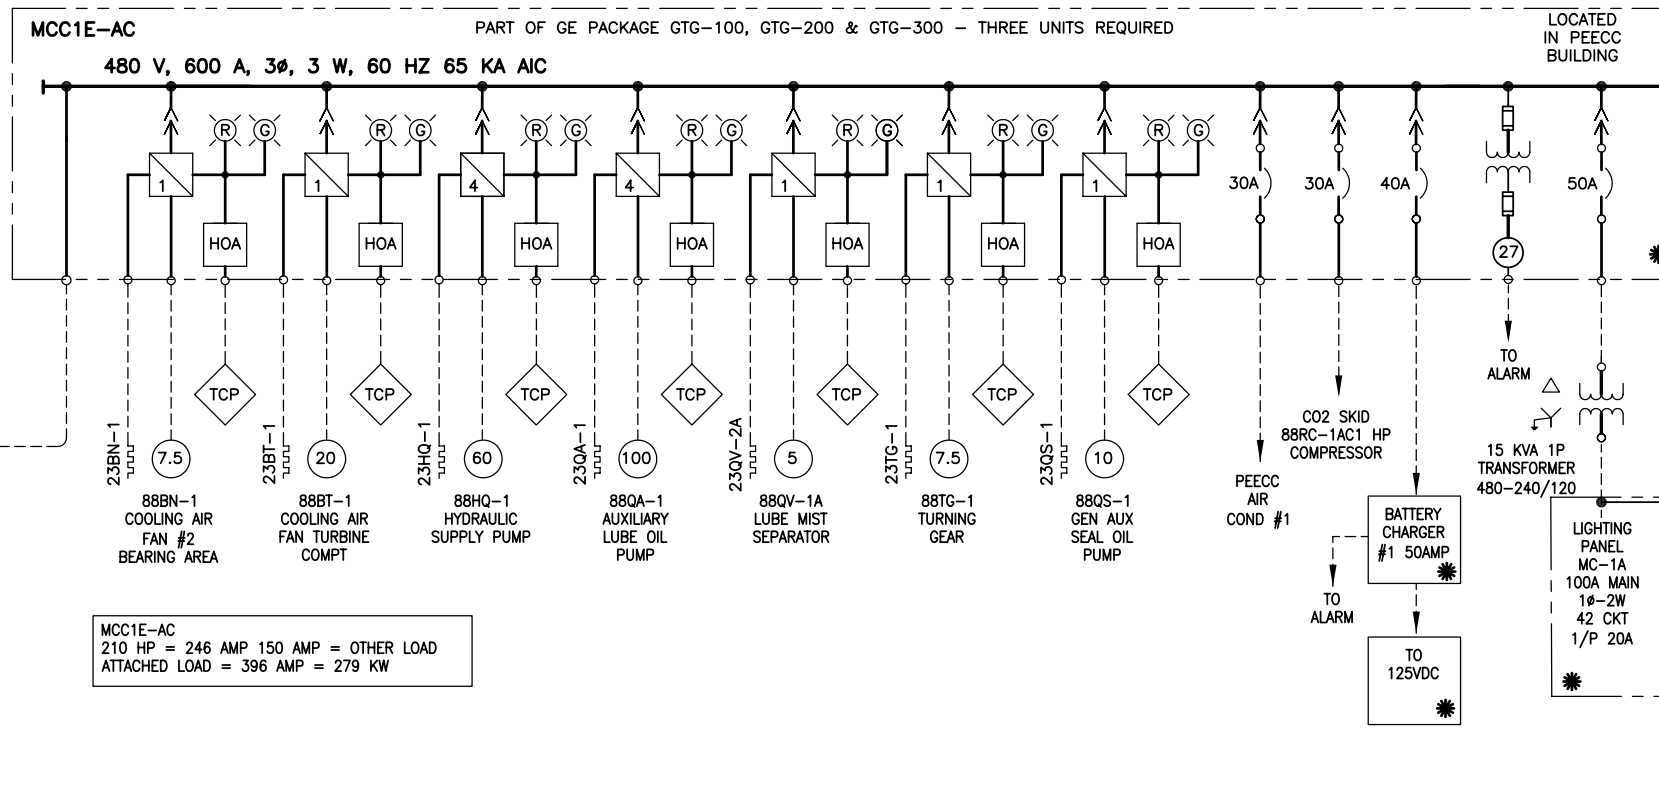 MCC1E-AC
PART OF GE PACKAGE GTG-100, GTG-200 & GTG-300 - THREE UNITS REQUIRED
LOCATED
IN PEECC
BUILDING
480 V, 600 A, 3ø, 3 W, 60 HZ 65 KA AIC
R G R G R G R G R G R G R G
1 1 4 4 1 1 1
30A 30A 40A 50A
HOA HOA HOA HOA HOA HOA HOA
27
TO
ALARM
TCP TCP TCP TCP TCP TCP TCP
23BN-1
7.5
88BN-1
COOLING AIR
FAN #2
BEARING AREA
23BT-1
20
88BT-1
COOLING AIR
FAN TURBINE
COMPT
23HQ-1
60
88HQ-1
HYDRAULIC
SUPPLY PUMP
23QA-1
100
88QA-1
AUXILIARY
LUBE OIL
PUMP
23QV-2A
5
88QV-1A
LUBE MIST
SEPARATOR
23TG-1
7.5
88TG-1
TURNING
GEAR
23QS-1
10
88QS-1
GEN AUX
SEAL OIL
PUMP
PEECC
AIR
COND #1
CO2 SKID
88RC-1AC1 HP
COMPRESSOR
BATTERY
CHARGER
#1 50AMP
TO
ALARM
TO
125VDC
15 KVA 1P
TRANSFORMER
480-240/120
LIGHTING
PANEL
MC-1A
100A MAIN
1ø-2W
42 CKT
1/P 20A
MCC1E-AC
210 HP = 246 AMP 150 AMP = OTHER LOAD
ATTACHED LOAD = 396 AMP = 279 KW